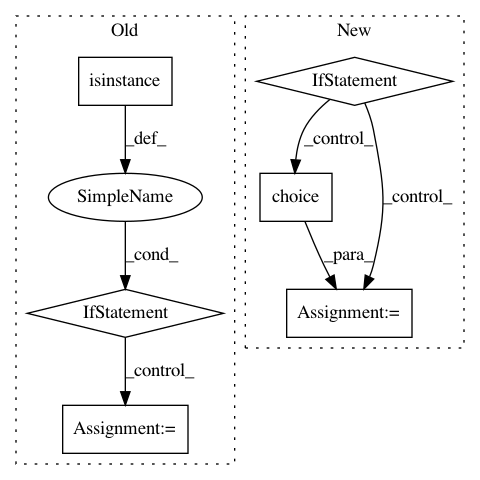 Old
isinstance
_def_
SimpleName
_cond_
IfStatement
_control_
Assignment:=
New
IfStatement
_control_
choice
_control_
_para_
Assignment:=